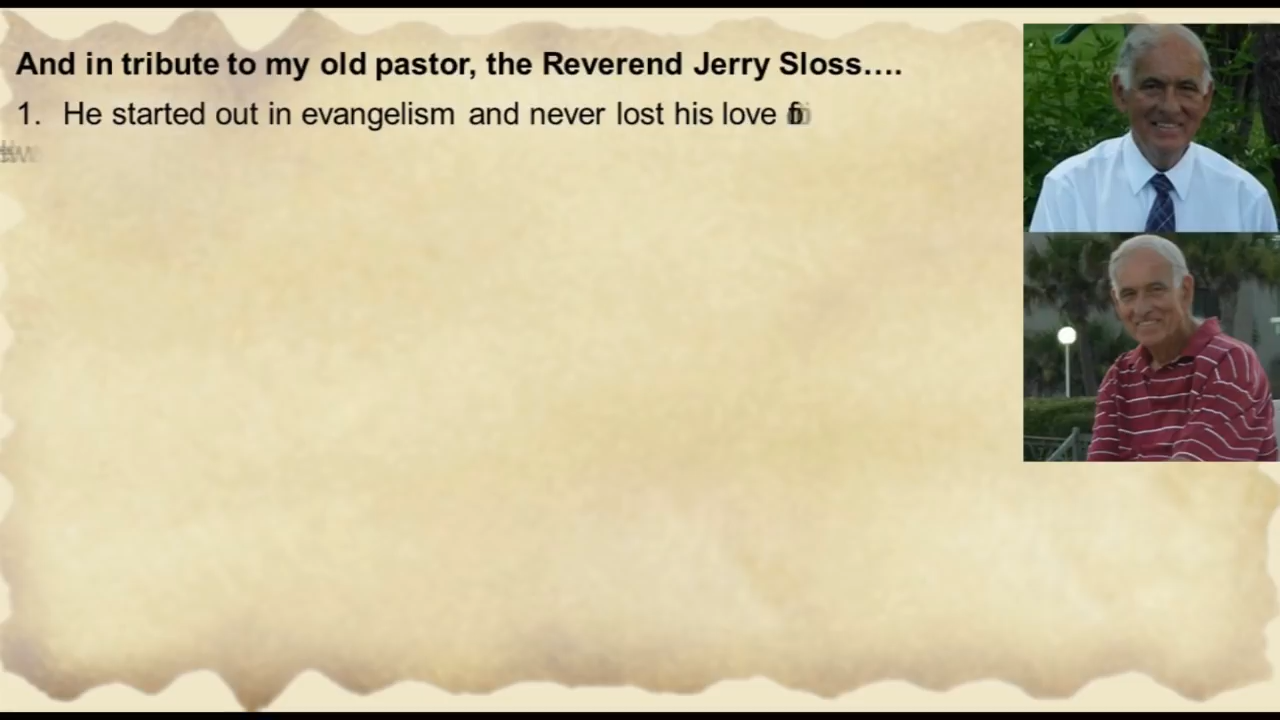 And in tribute to my old pastor, the Reverend Jerry Sloss….
1. He started out in evangelism and never lost his love